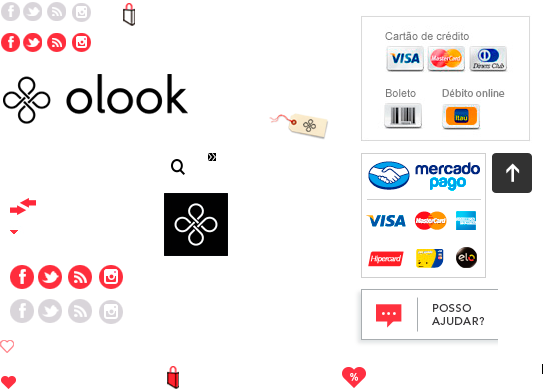 olook
Cartão de crédito
VISA
MasterCard
Diners Club
Boleto
Débito online
Itaú
mercado
pago
VISA
MasterCard
Hipercard
elo
POSSO
AJUDAR?
%